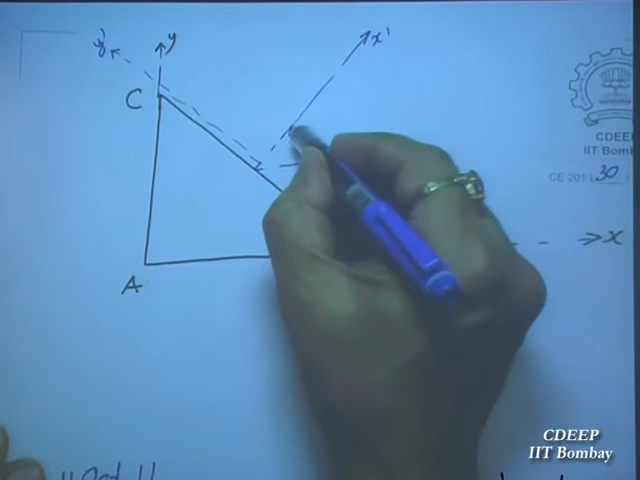 y'
y
x'
C
CDEEP
IIT Bomb
CE 201 L 30
x
A
CDEEP
IIT Bombay